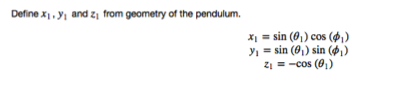 Define x₁, y₁ and z₁ from geometry of the pendulum.
x₁ = sin (θ₁) cos (ϕ₁)
y₁ = sin (θ₁) sin (ϕ₁)
z₁ = −cos (θ₁)